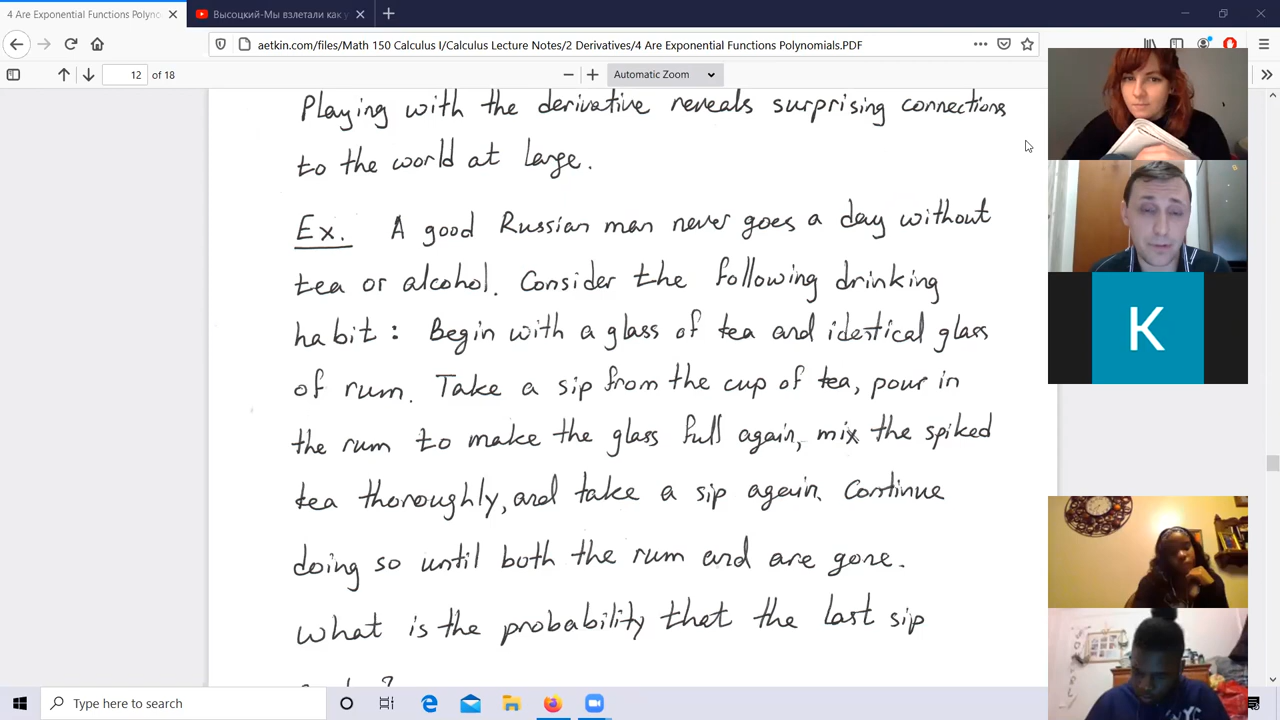 4 Are Exponential Functions Polyno
Высоцкий-Мы взлетали как у
aetkin.com/files/Math 150 Calculus I/Calculus Lecture Notes/2 Derivatives/4 Are Exponential Functions Polynomials.PDF
12 of 18
Automatic Zoom
Playing with the derivative reveals surprising connections
to the world at large.
Ex. A good Russian man never goes a day without
tea or alcohol. Consider the following drinking
habit: Begin with a glass of tea and identical glass
of rum. Take a sip from the cup of tea, pour in
the rum to make the glass full again, mix the spiked
tea thoroughly, and take a sip again. Continue
doing so until both the rum and are gone.
What is the probability that the last sip
K
NYC
Type here to search